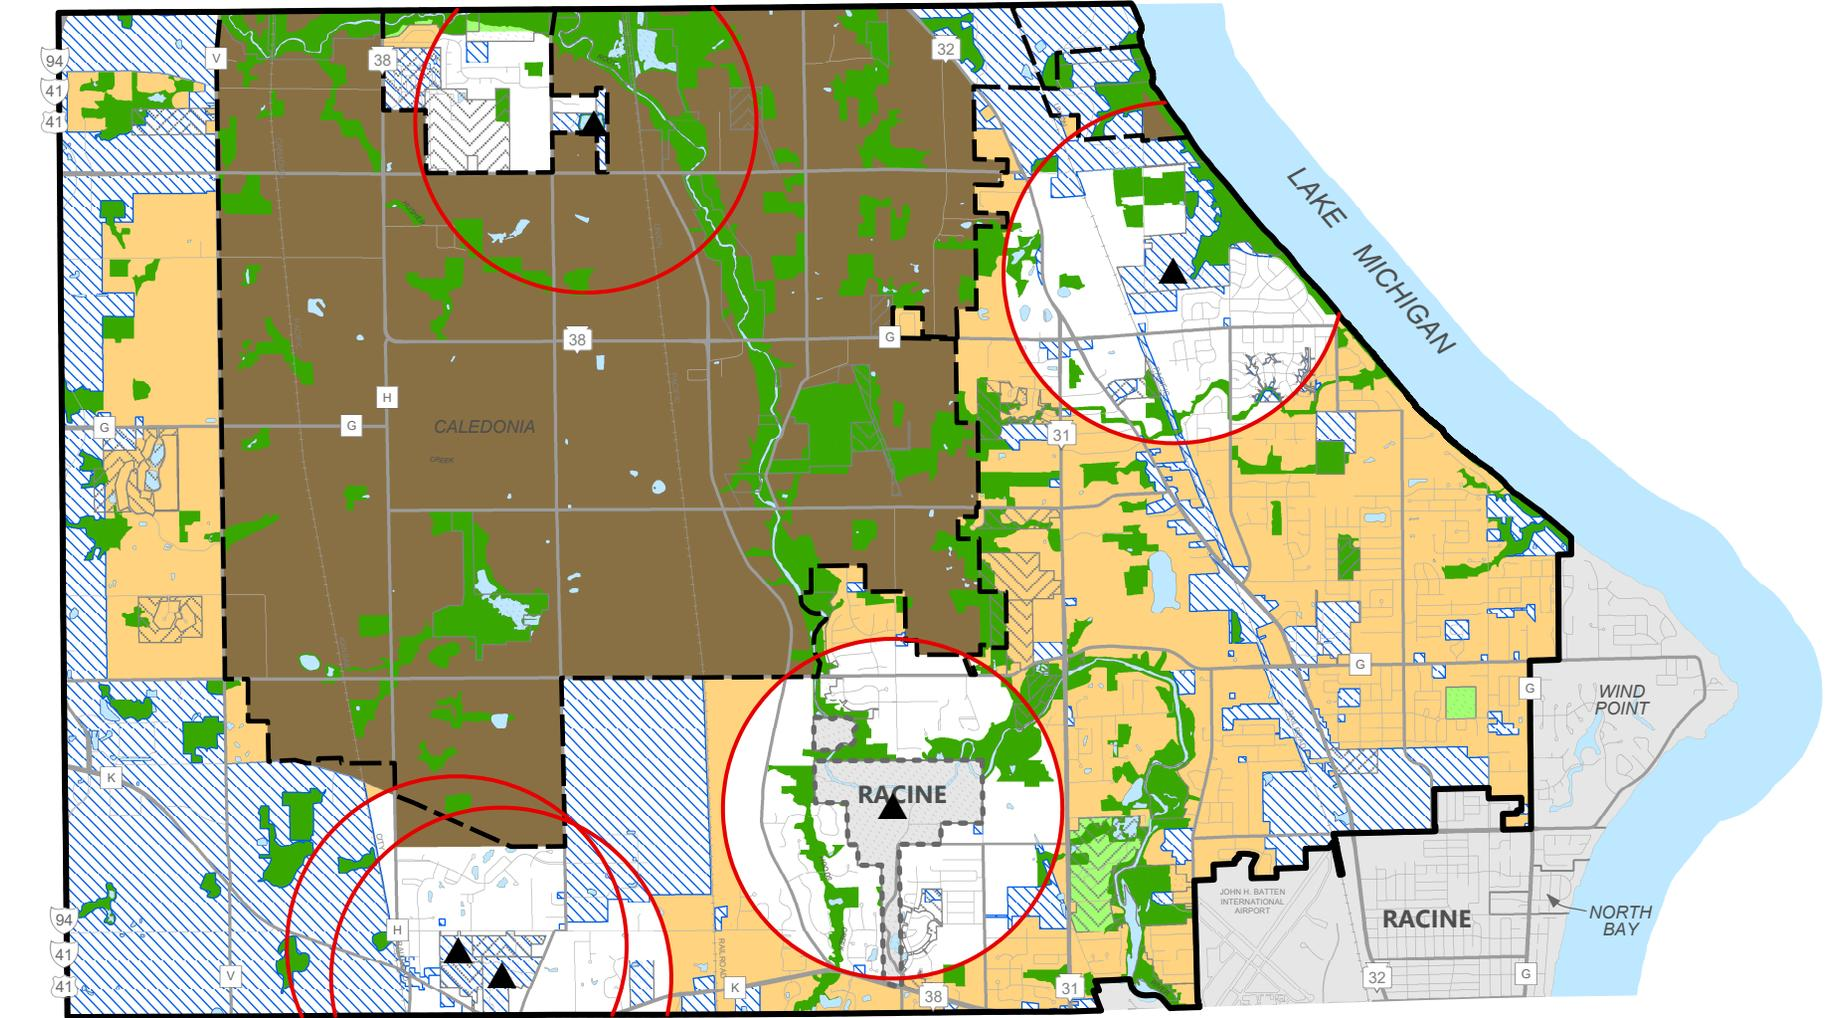 94
41
41
V
38
32
LAKE
MICHIGAN
38
G
H
G
G
CALEDONIA
CREEK
31
G
G
WIND
POINT
K
RACINE
JOHN H. BATTEN
INTERNATIONAL
AIRPORT
RACINE
NORTH
BAY
94
41
41
H
V
RAILROAD
K
38
31
32
G